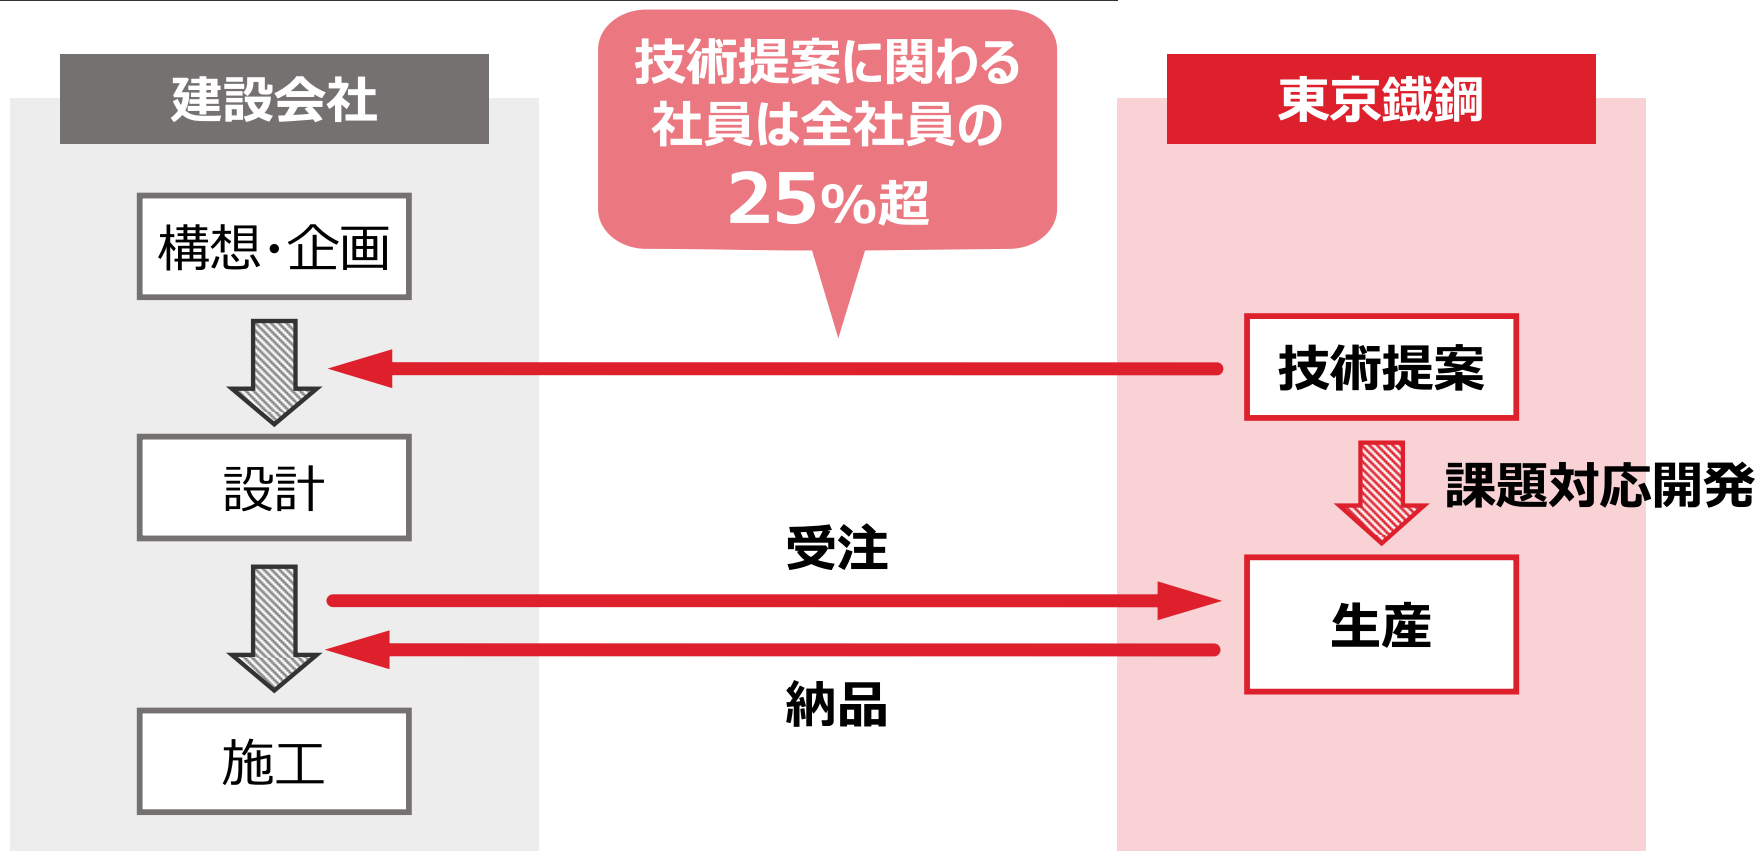 建設会社
技術提案に関わる
社員は全社員の
25%超
東京鐵鋼
構想・企画
技術提案
設計
課題対応開発
受注
生産
納品
施工